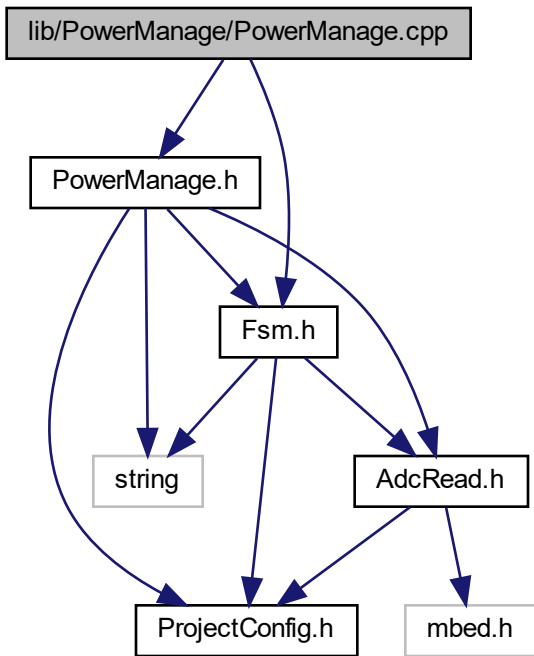 lib/PowerManage/PowerManage.cpp
PowerManage.h
Fsm.h
string
AdcRead.h
ProjectConfig.h
mbed.h